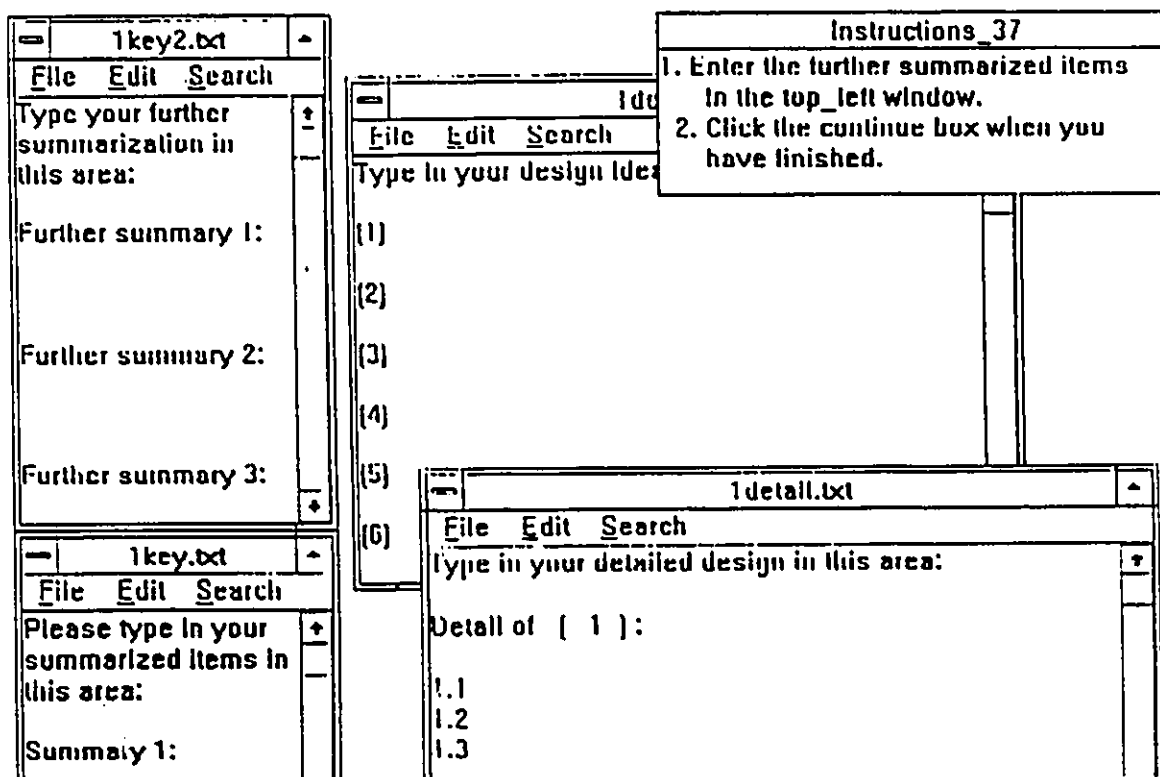 1key2.txt
File Edit Search
Type your further
summarization in
this area:
Further summary 1:
Further summary 2:
Further summary 3:
1key.txt
File Edit Search
Please type in your
summarized items in
this area:
Summary 1:
File Edit Search
Type in your design
(1)
(2)
(3)
(4)
(5)
(6)
Instructions_37
1. Enter the further summarized items
in the top_left window.
2. Click the continue box when you
have finished.
1detail.txt
File Edit Search
Type in your detailed design in this area:
Detail of ( 1 ):
1.1
1.2
1.3